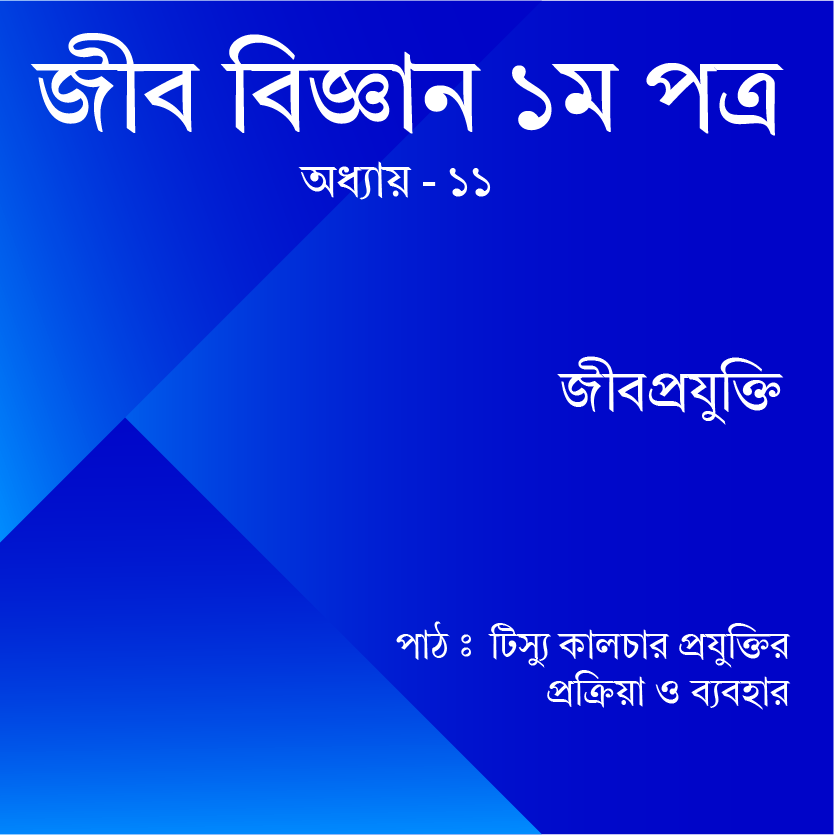 জীব বিজ্ঞান ১ম পত্র
অধ্যায় - ১১
জীবপ্রযুক্তি
পাঠ ঃ টিস্যু কালচার প্রযুক্তির
প্রক্রিয়া ও ব্যবহার